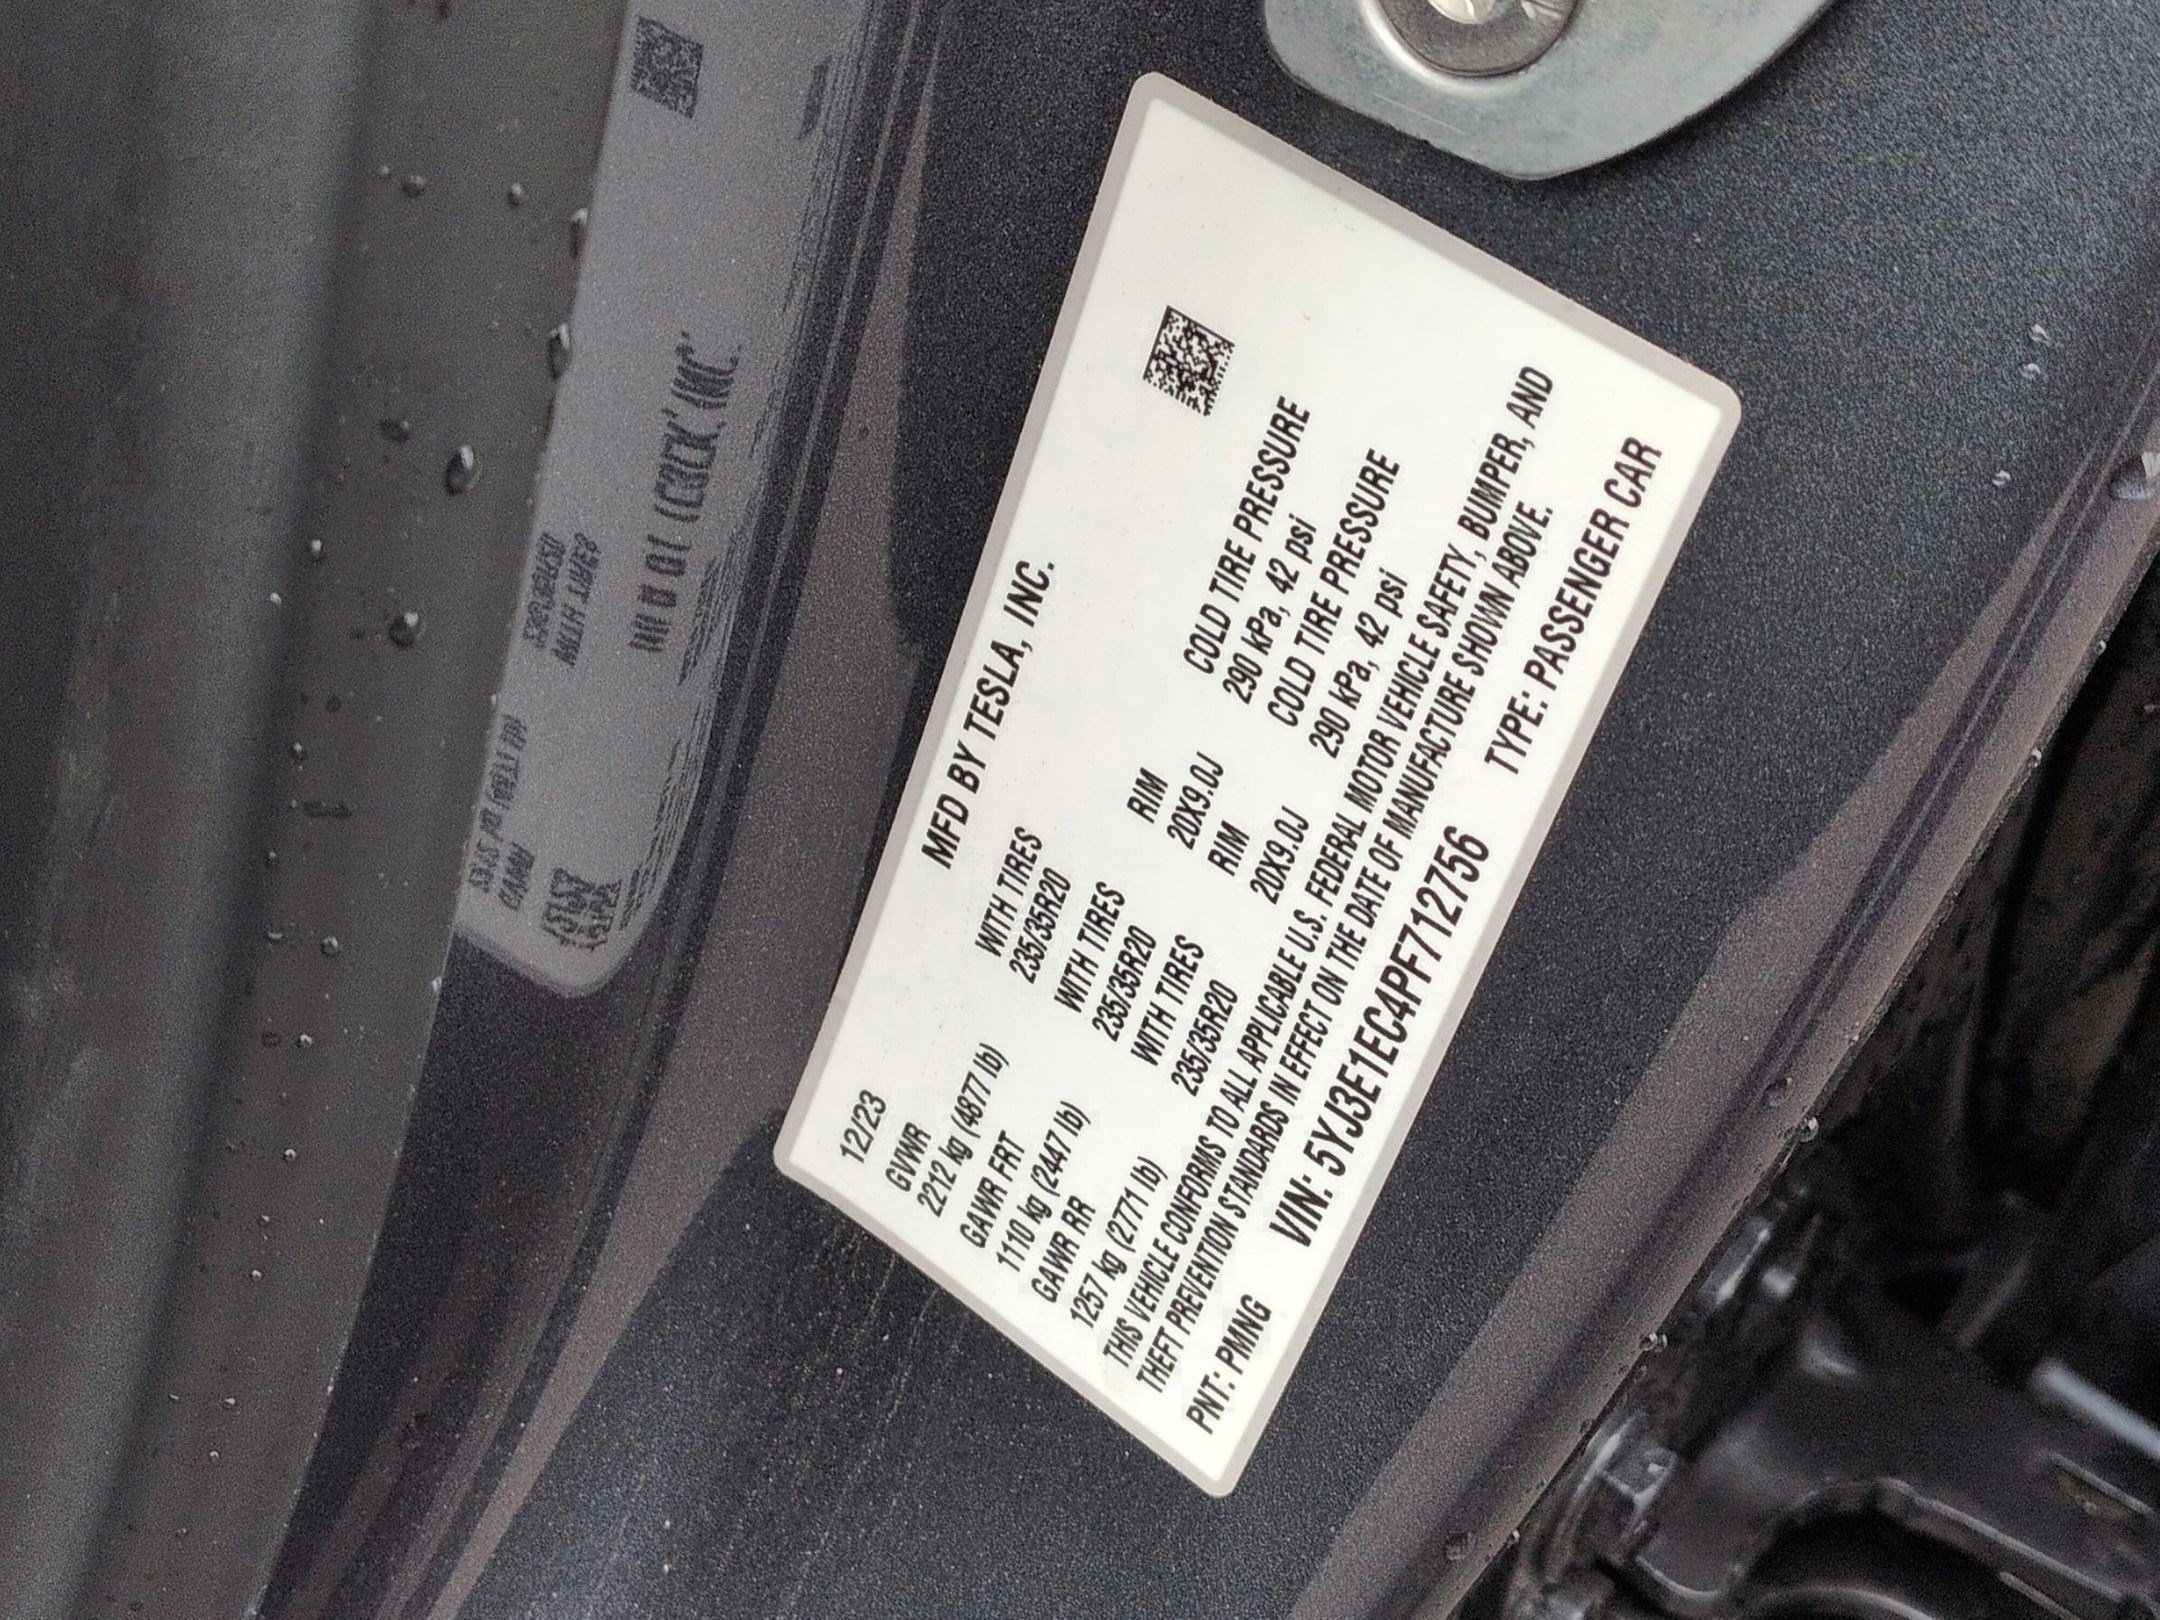 MFD BY TESLA, INC.
12/23
GVWR WITH TIRES RIM COLD TIRE PRESSURE
2212 kg (4877 lb) 235/35R20 20X9.0J 290 kPa, 42 psi
GAWR FRT WITH TIRES RIM COLD TIRE PRESSURE
1110 kg (2447 lb) 235/35R20 20X9.0J 290 kPa, 42 psi
GAWR RR WITH TIRES
1257 kg (2771 lb) 235/35R20
THIS VEHICLE CONFORMS TO ALL APPLICABLE U.S. FEDERAL MOTOR VEHICLE SAFETY, BUMPER, AND
THEFT PREVENTION STANDARDS IN EFFECT ON THE DATE OF MANUFACTURE SHOWN ABOVE.
PNT: PMNG VIN: 5YJ3E1EC4PF712756 TYPE: PASSENGER CAR